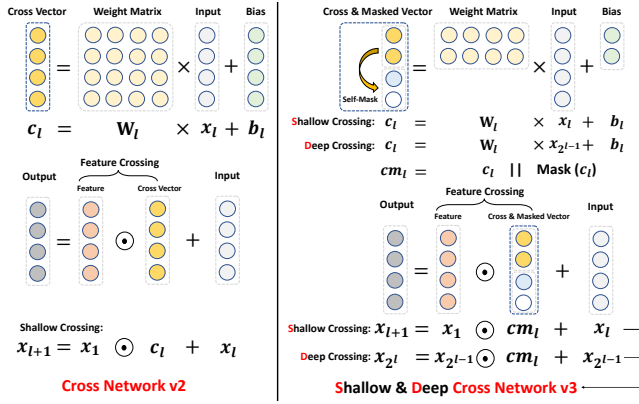 Cross Vector Weight Matrix Input Bias
= × +
c_l = W_l × x_l + b_l
Feature Crossing
Output Feature Cross Vector Input
= ⊙ +
Shallow Crossing:
x_{l+1} = x_1 ⊙ c_l + x_l
Cross Network v2
Cross & Masked Vector Weight Matrix Input Bias
Self-Mask
= × +
Shallow Crossing: c_l = W_l × x_l + b_l
Deep Crossing: c_l = W_l × x_{2^{l-1}} + b_l
cm_l = c_l || Mask (c_l)
Feature Crossing
Output Feature Cross & Masked Vector Input
= ⊙ +
Shallow Crossing: x_{l+1} = x_1 ⊙ cm_l + x_l
Deep Crossing: x_{2^l} = x_{2^{l-1}} ⊙ cm_l + x_{2^{l-1}}
Shallow & Deep Cross Network v3